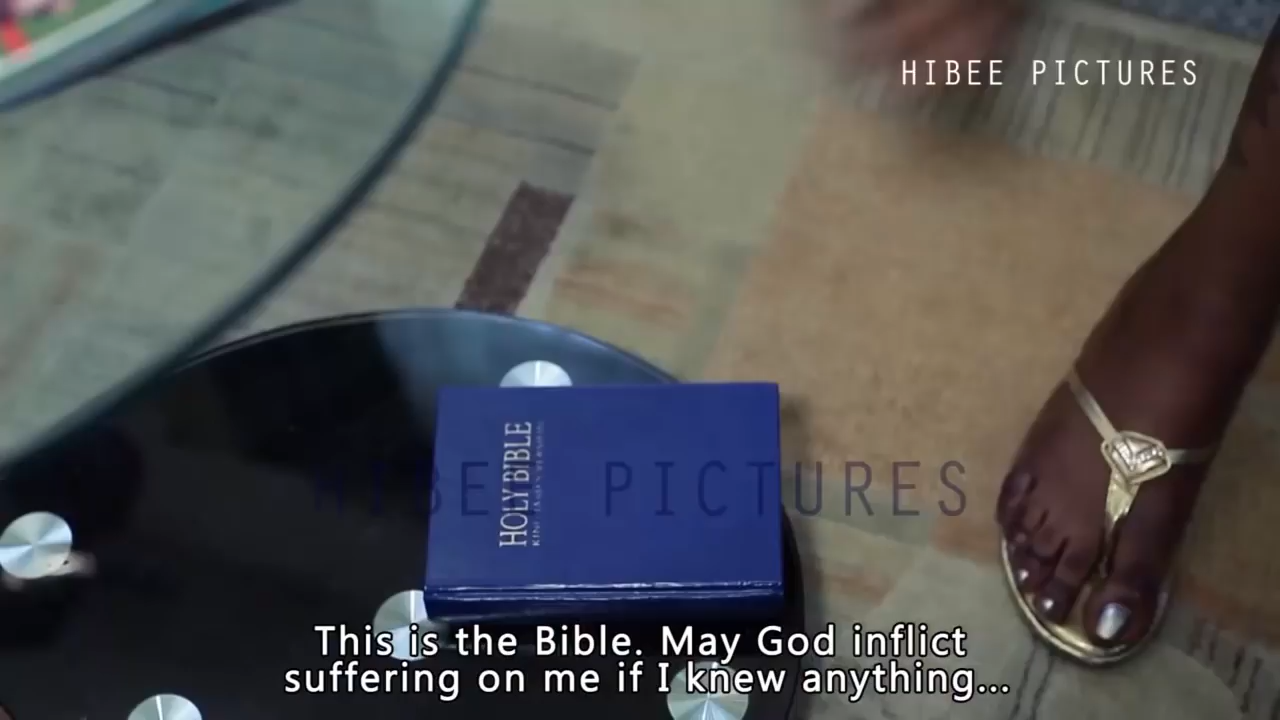 HIBEE PICTURES
HOLY BIBLE
HIBEE PICTURES
This is the Bible. May God inflict
suffering on me if I knew anything...